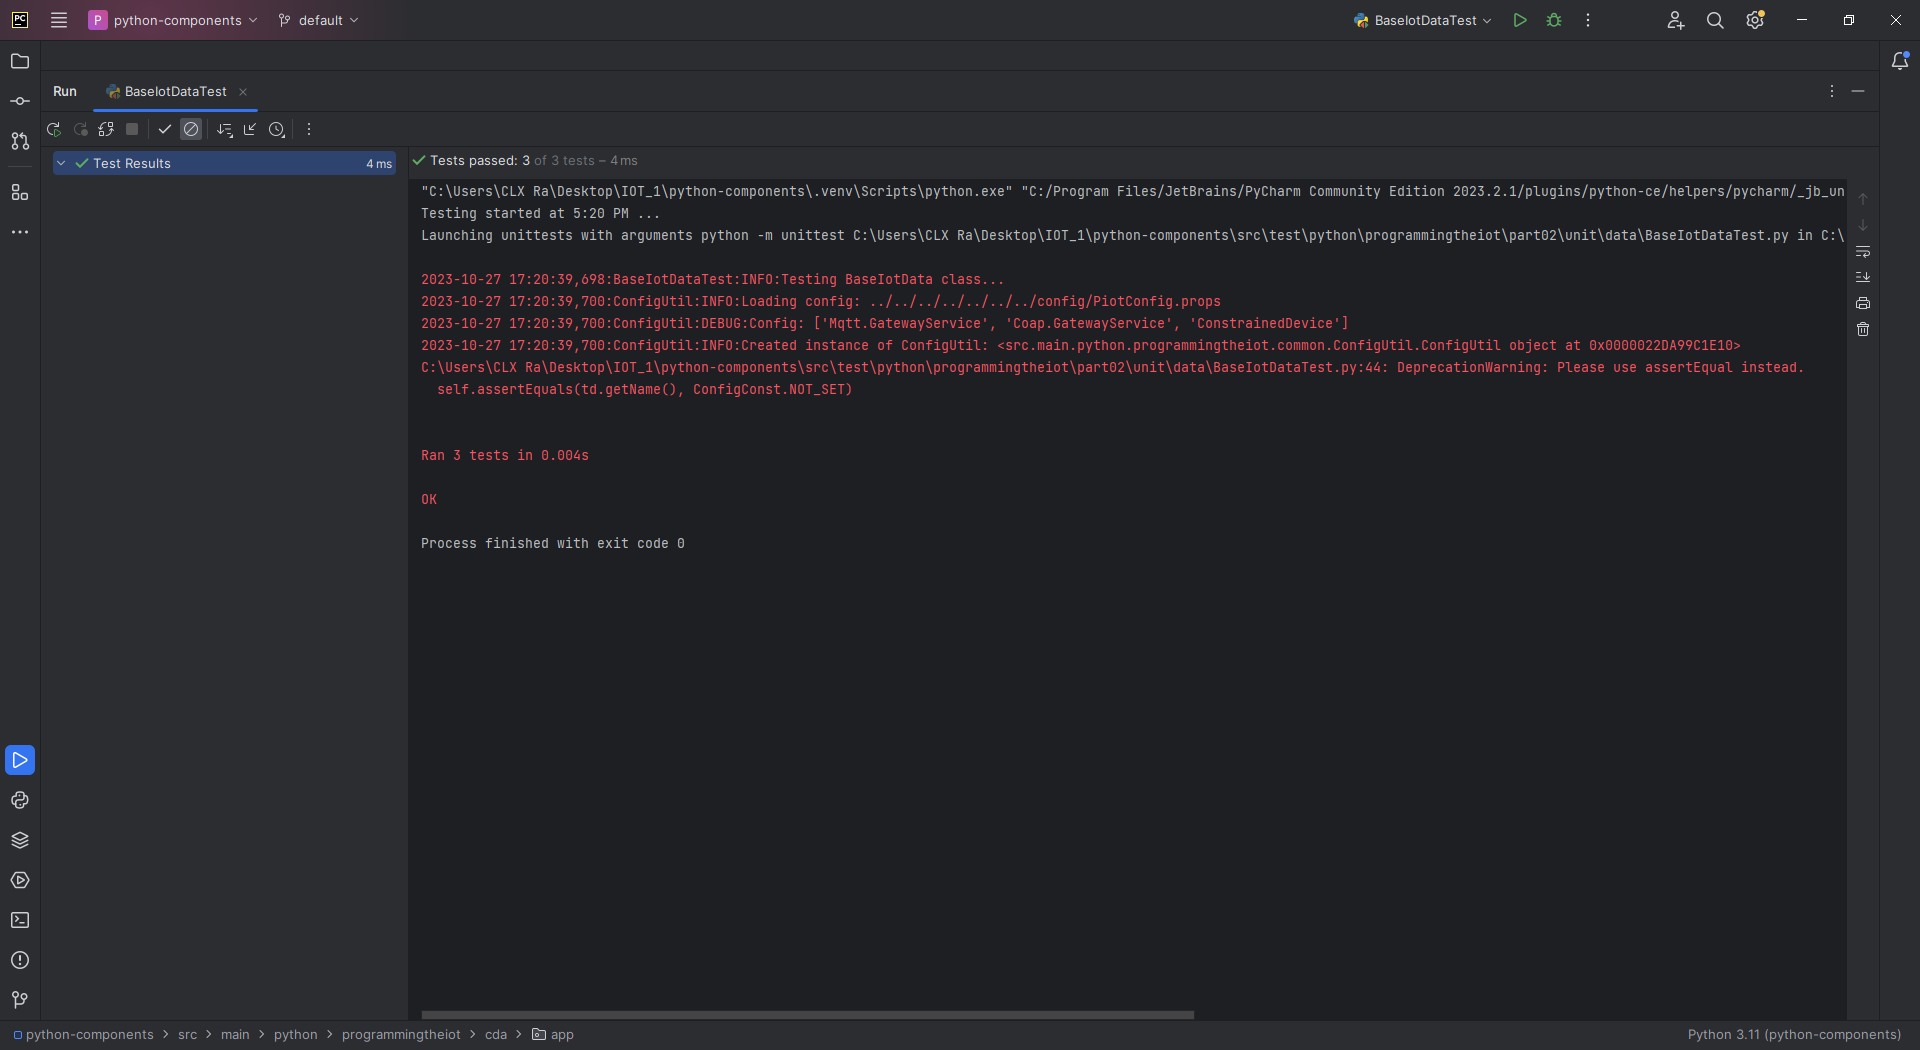 PC P python-components default BaseIotDataTest
Run BaseIotDataTest
Test Results 4 ms
Tests passed: 3 of 3 tests – 4 ms
"C:\Users\CLX Ra\Desktop\IOT_1\python-components\.venv\Scripts\python.exe" "C:/Program Files/JetBrains/PyCharm Community Edition 2023.2.1/plugins/python-ce/helpers/pycharm/_jb_un
Testing started at 5:20 PM ...
Launching unittests with arguments python -m unittest C:\Users\CLX Ra\Desktop\IOT_1\python-components\src\test\python\programmingtheiot\part02\unit\data\BaseIotDataTest.py in C:\
2023-10-27 17:20:39,698:BaseIotDataTest:INFO:Testing BaseIotData class...
2023-10-27 17:20:39,700:ConfigUtil:INFO:Loading config: ../../../../../../../config/PiotConfig.props
2023-10-27 17:20:39,700:ConfigUtil:DEBUG:Config: ['Mqtt.GatewayService', 'Coap.GatewayService', 'ConstrainedDevice']
2023-10-27 17:20:39,700:ConfigUtil:INFO:Created instance of ConfigUtil: <src.main.python.programmingtheiot.common.ConfigUtil.ConfigUtil object at 0x0000022DA99C1E10>
C:\Users\CLX Ra\Desktop\IOT_1\python-components\src\test\python\programmingtheiot\part02\unit\data\BaseIotDataTest.py:44: DeprecationWarning: Please use assertEqual instead.
  self.assertEquals(td.getName(), ConfigConst.NOT_SET)
Ran 3 tests in 0.004s
OK
Process finished with exit code 0
python-components > src > main > python > programmingtheiot > cda > app
Python 3.11 (python-components)